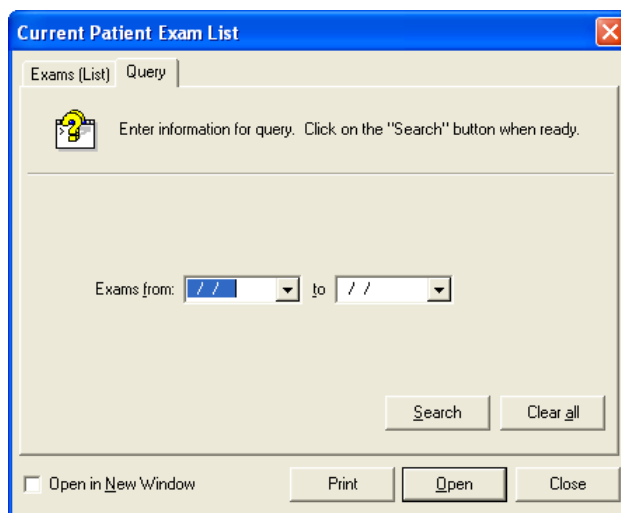 Current Patient Exam List
Exams (List) Query
Enter information for query. Click on the "Search" button when ready.
Exams from: / / to / /
Search Clear all
Open in New Window Print Open Close